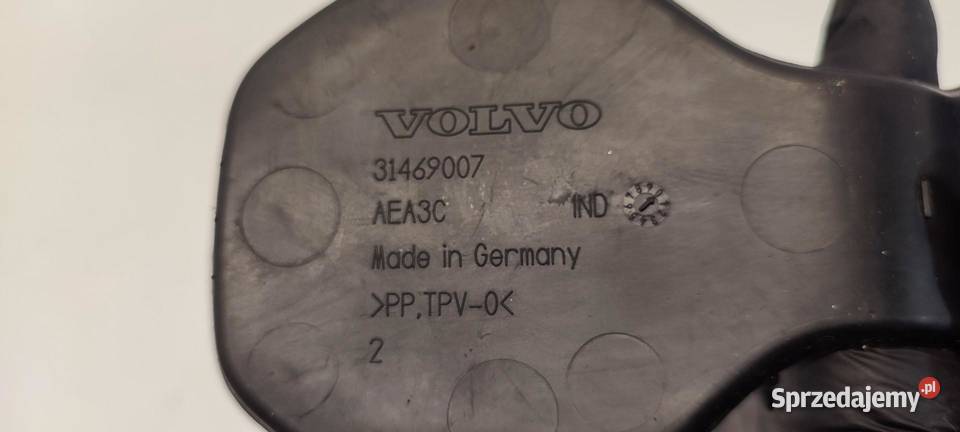 VOLVO
31469007
AEA3C IND
Made in Germany
>PP,TPV-0<
2
Sprzedajemy.pl